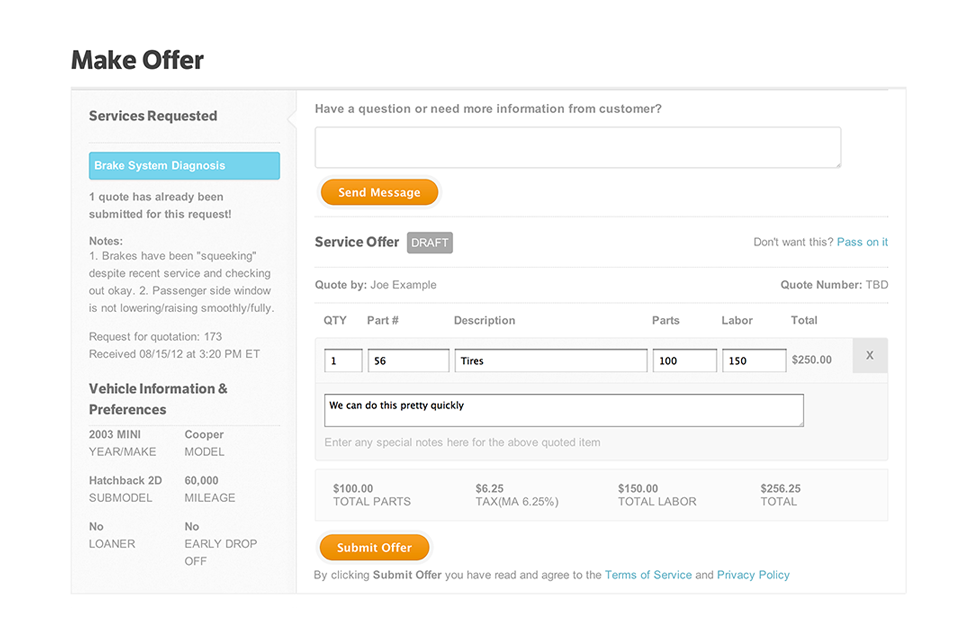 Make Offer
Services Requested
Brake System Diagnosis
1 quote has already been
submitted for this request!
Notes:
1. Brakes have been "squeeking"
despite recent service and checking
out okay. 2. Passenger side window
is not lowering/raising smoothly/fully.
Request for quotation: 173
Received 08/15/12 at 3:20 PM ET
Vehicle Information &
Preferences
2003 MINI Cooper
YEAR/MAKE MODEL
Hatchback 2D 60,000
SUBMODEL MILEAGE
No No
LOANER EARLY DROP
OFF
Have a question or need more information from customer?
Send Message
Service Offer DRAFT Don't want this? Pass on it
Quote by: Joe Example Quote Number: TBD
QTY Part # Description Parts Labor Total
1 56 Tires 100 150 $250.00 X
We can do this pretty quickly
Enter any special notes here for the above quoted item
$100.00 $6.25 $150.00 $256.25
TOTAL PARTS TAX(MA 6.25%) TOTAL LABOR TOTAL
Submit Offer
By clicking Submit Offer you have read and agree to the Terms of Service and Privacy Policy